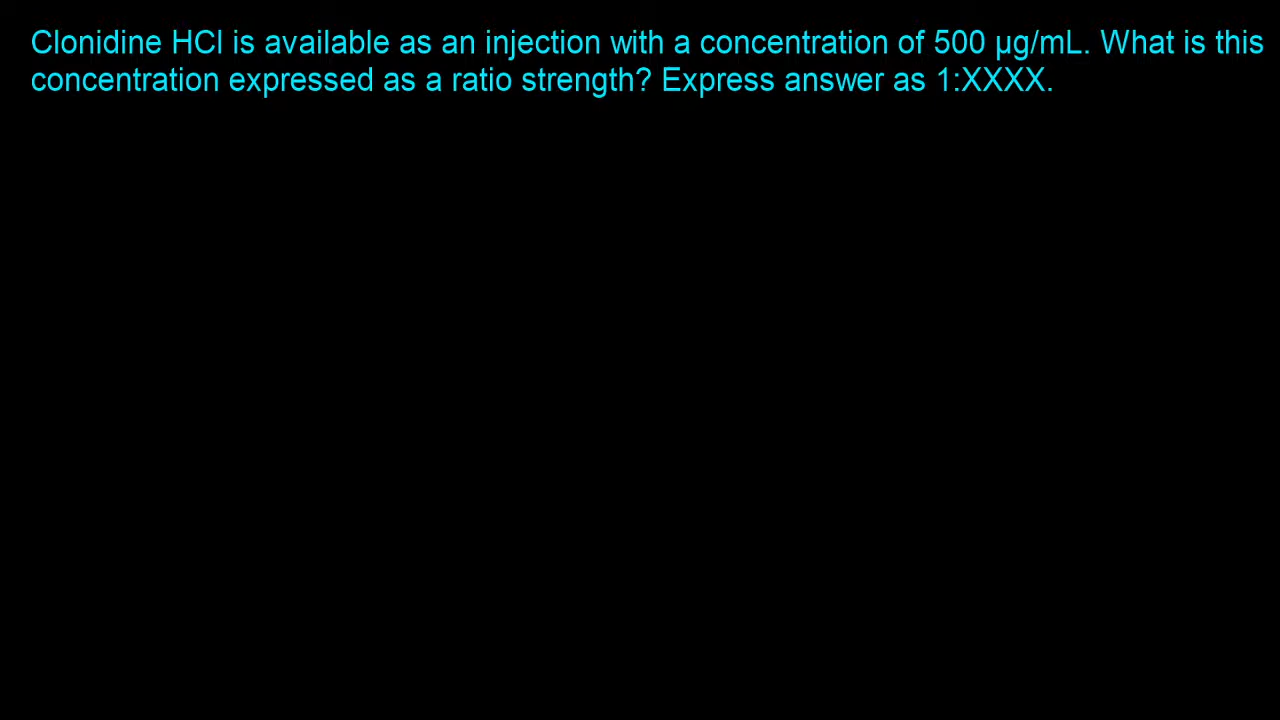 Clonidine HCl is available as an injection with a concentration of 500 µg/mL. What is this
concentration expressed as a ratio strength? Express answer as 1:XXXX.